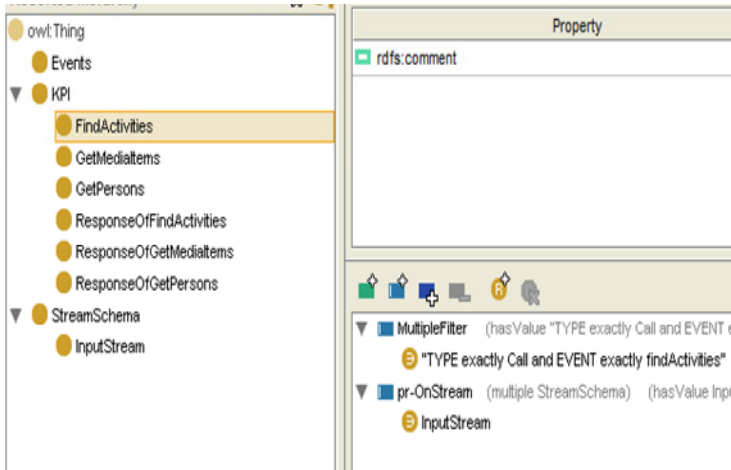 owl:Thing
Events
KPI
FindActivities
GetMediaItems
GetPersons
ResponseOfFindActivities
ResponseOfGetMediaItems
ResponseOfGetPersons
StreamSchema
InputStream
Property
rdfs:comment
MultipleFilter (hasValue "TYPE exactly Call and EVENT e
"TYPE exactly Call and EVENT exactly findActivities"
pr-OnStream (multiple StreamSchema) (hasValue Inpu
InputStream